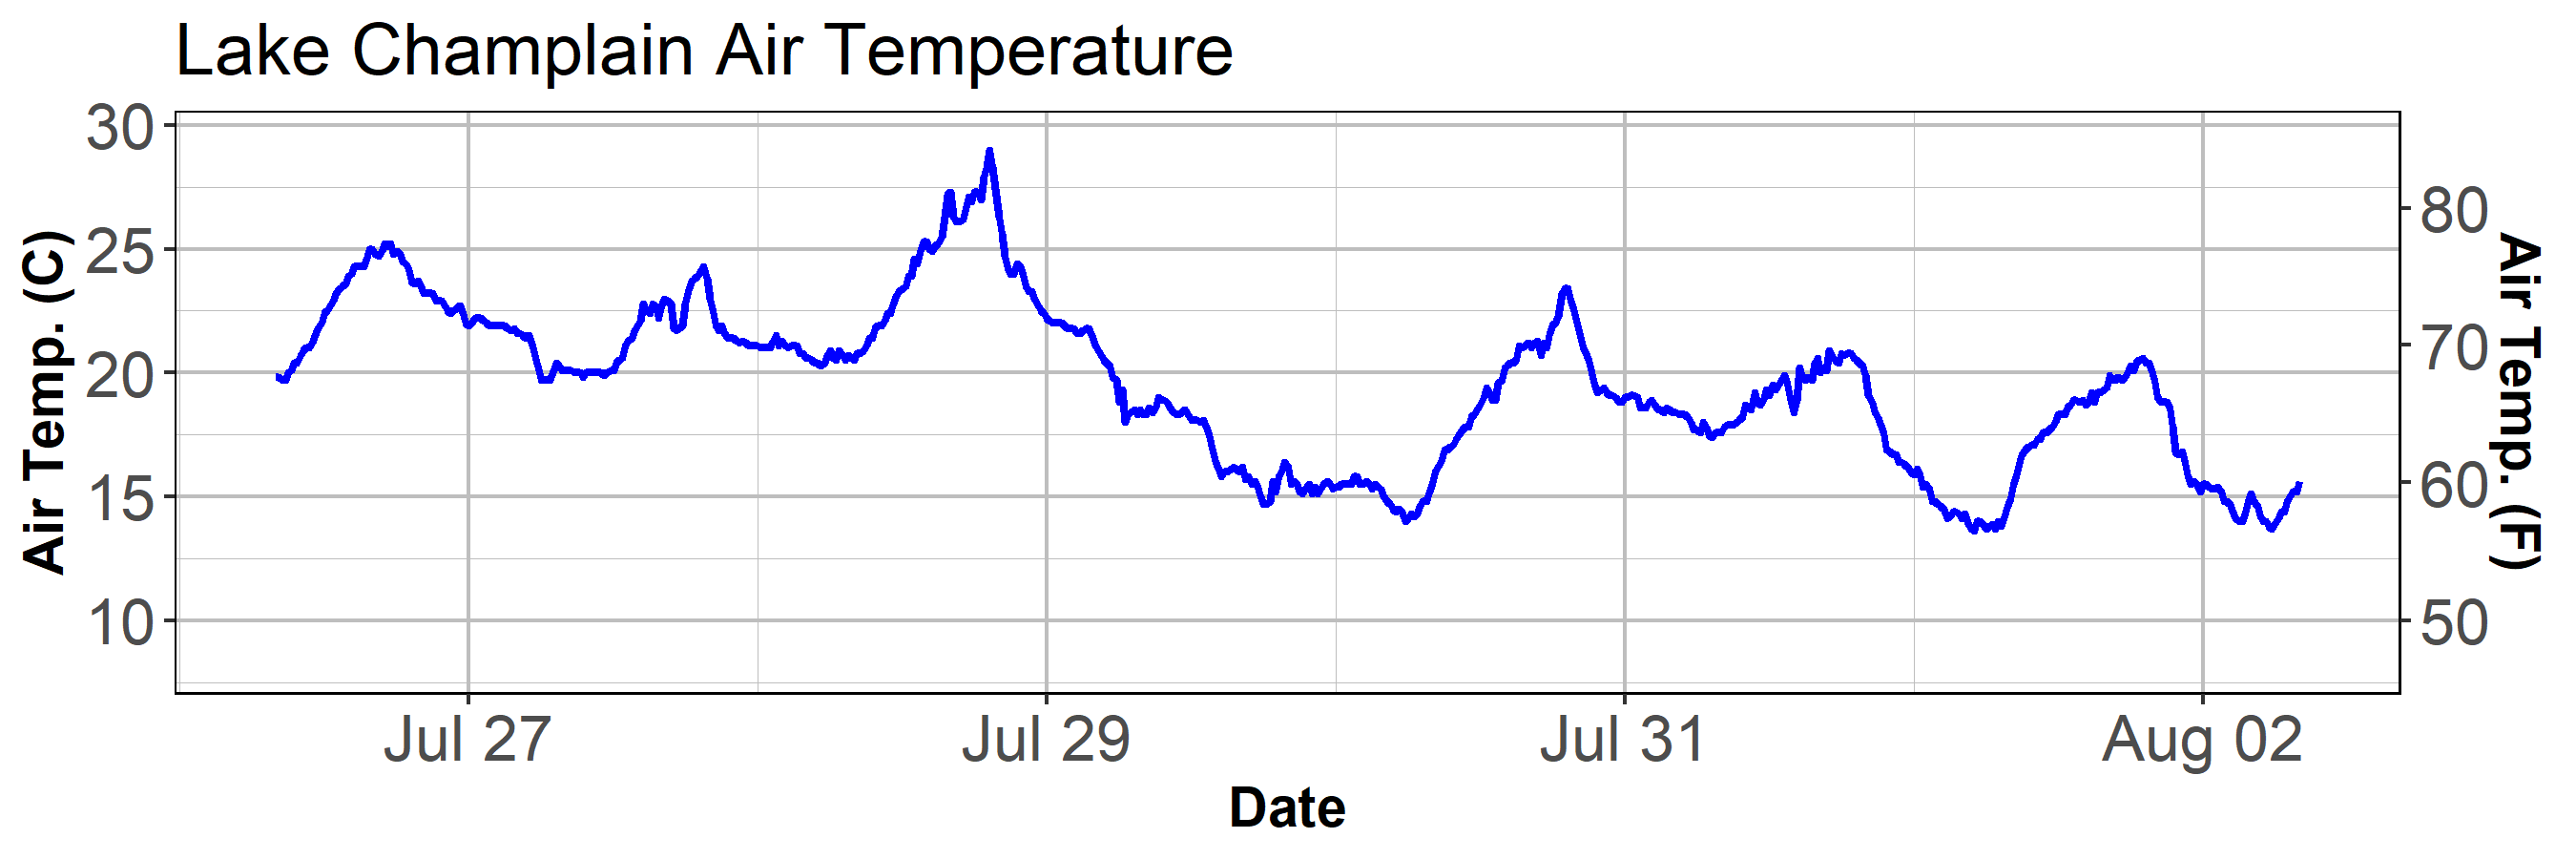 Lake Champlain Air Temperature
Air Temp. (C)
30
25
20
15
10
80
70
60
50
Air Temp. (F)
Jul 27
Jul 29
Jul 31
Aug 02
Date